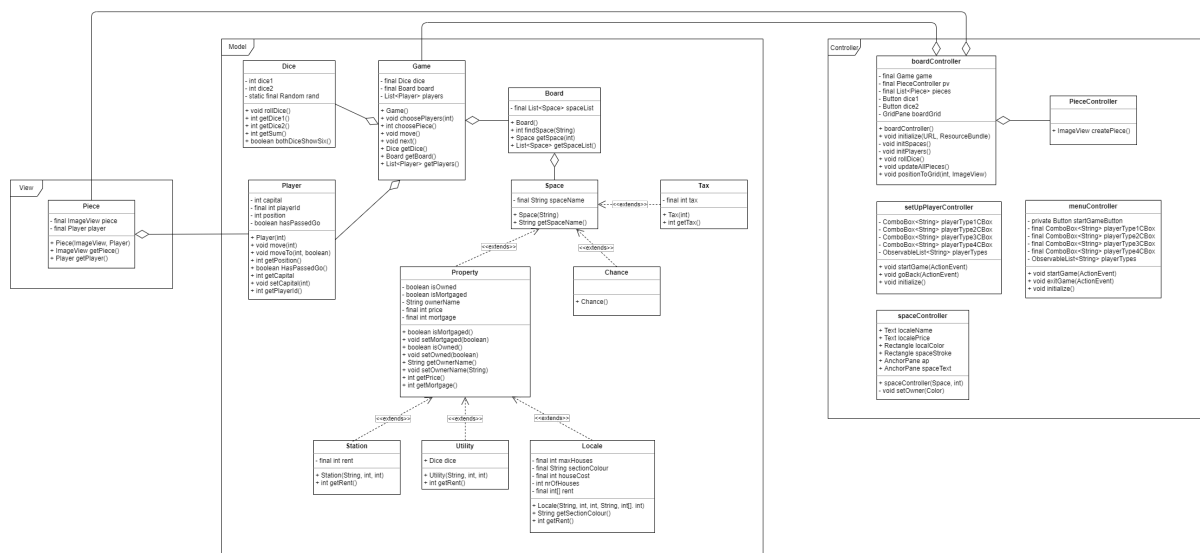 Model
Dice
- int dice1
- int dice2
- static final Random rand
+ void rollDice()
+ int getDice1()
+ int getDice2()
+ int getSum()
+ boolean bothDiceShowSix()
Game
- final Dice dice
- final Board board
- List<Player> players
+ Game()
+ void choosePlayers(int)
+ int choosePiece()
+ void move()
+ void next()
+ Dice getDice()
+ Board getBoard()
+ List<Player> getPlayers()
Board
- final List<Space> spaceList
+ Board()
+ int findSpace(String)
+ Space getSpace(int)
+ List<Space> getSpaceList()
View
Piece
- final ImageView piece
- final Player player
+ Piece(ImageView, Player)
+ ImageView getPiece()
+ Player getPlayer()
Player
- int capital
- final int playerId
- int position
- boolean hasPassedGo
+ Player(int)
+ void move(int)
+ void moveTo(int, boolean)
+ int getPosition()
+ boolean HasPassedGo()
+ int getCapital
+ void setCapital(int)
+ int getPlayerId()
Space
- final String spaceName
+ Space(String)
+ String getSpaceName()
<<extends>>
Tax
- final int tax
+ Tax(int)
+ int getTax()
<<extends>>
<<extends>>
Property
- boolean isOwned
- boolean isMortgaged
- String ownerName
- final int price
- final int mortgage
+ boolean isMortgaged()
+ void setMortgaged(boolean)
+ boolean isOwned()
+ void setOwned(boolean)
+ String getOwnerName()
+ void setOwnerName(String)
+ int getPrice()
+ int getMortgage()
Chance
+ Chance()
<<extends>>
<<extends>>
<<extends>>
Station
- final int rent
+ Station(String, int, int)
+ int getRent()
Utility
+ Dice dice
+ Utility(String, int, int)
+ int getRent()
Locale
- final int maxHouses
- final String sectionColour
- final int houseCost
- int nrOfHouses
- final int[] rent
+ Locale(String, int, int, String, int[]. int)
+ String getSectionColour()
+ int getRent()
Controller
boardController
- final Game game
- final PieceController pv
- final List<Piece> pieces
- Button dice1
- Button dice2
- GridPane boardGrid
+ boardController()
+ void initialize(URL, ResourceBundle)
- void initSpaces()
- void initPlayers()
+ void rollDice()
+ void updateAllPieces()
+ void positionToGrid(int, ImageView)
PieceController
+ ImageView createPiece()
setUpPlayerController
- ComboBox<String> playerType1CBox
- ComboBox<String> playerType2CBox
- ComboBox<String> playerType3CBox
- ComboBox<String> playerType4CBox
- ObservableList<String> playerTypes
+ void startGame(ActionEvent)
+ void goBack(ActionEvent)
+ void initialize()
menuController
- private Button startGameButton
- final ComboBox<String> playerType1CBox
- final ComboBox<String> playerType2CBox
- final ComboBox<String> playerType3CBox
- final ComboBox<String> playerType4CBox
- ObservableList<String> playerTypes
+ void startGame(ActionEvent)
+ void exitGame(ActionEvent)
+ void initialize()
spaceController
+ Text localeName
+ Text localePrice
+ Rectangle localColor
+ Rectangle spaceStroke
+ AnchorPane ap
+ AnchorPane spaceText
+ spaceController(Space, int)
- void setOwner(Color)